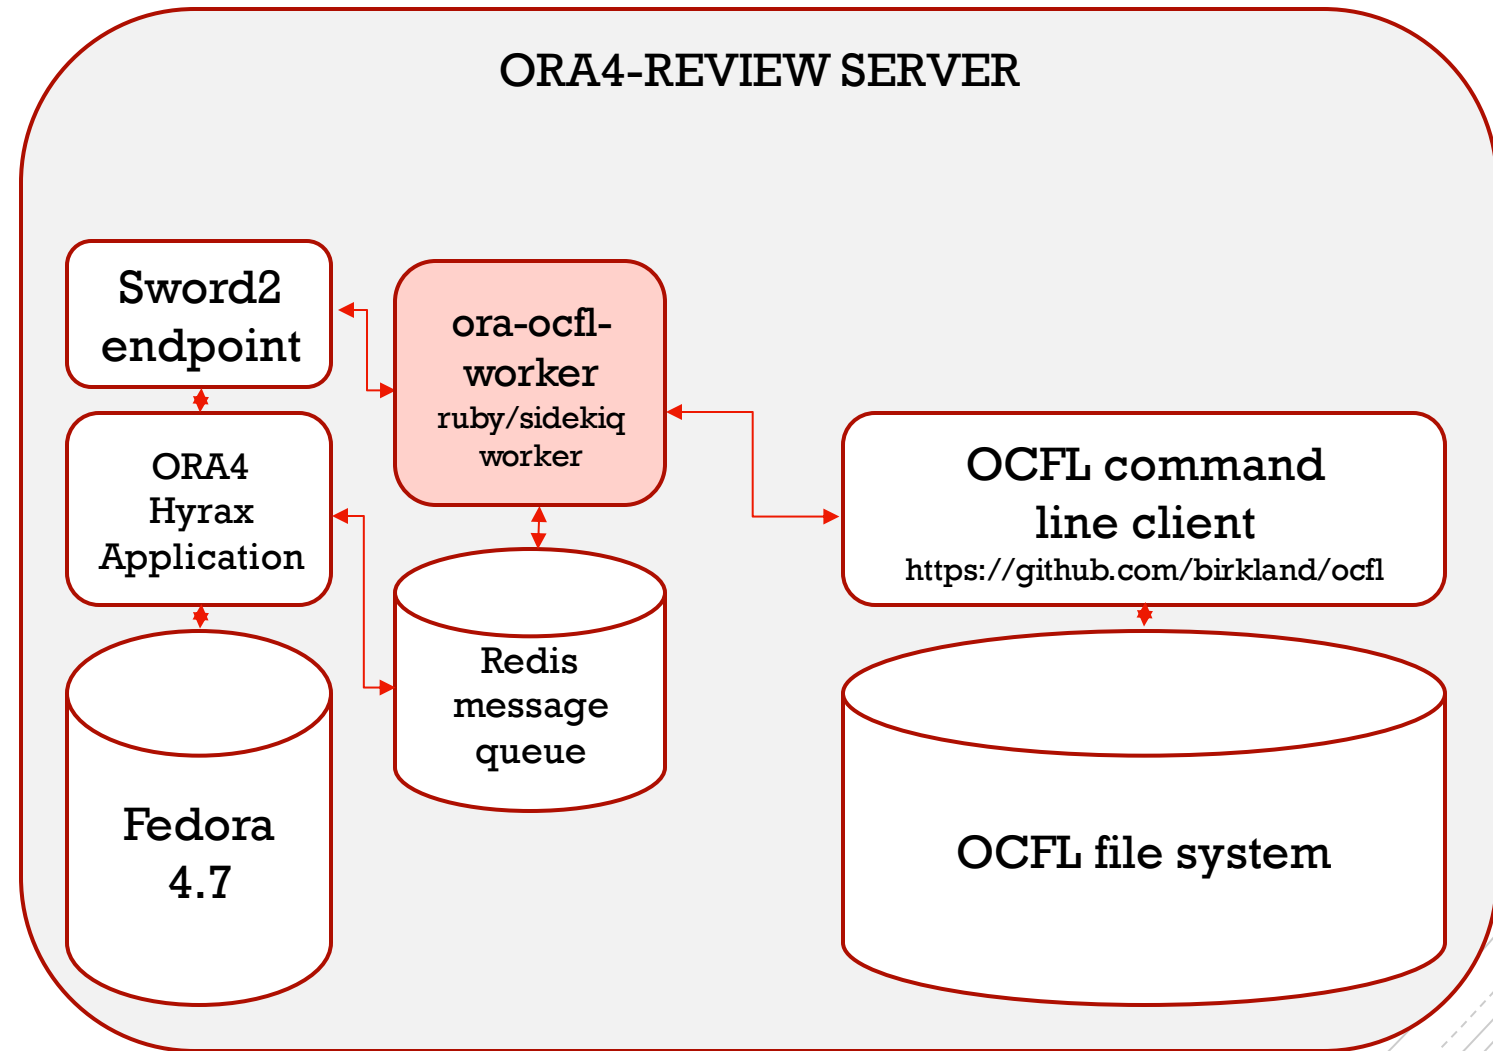 ORA4-REVIEW SERVER
Sword2
endpoint
ora-ocfl-
worker
ruby/sidekiq
worker
ORA4
Hyrax
Application
OCFL command
line client
https://github.com/birkland/ocfl
Redis
message
queue
Fedora
4.7
OCFL file system